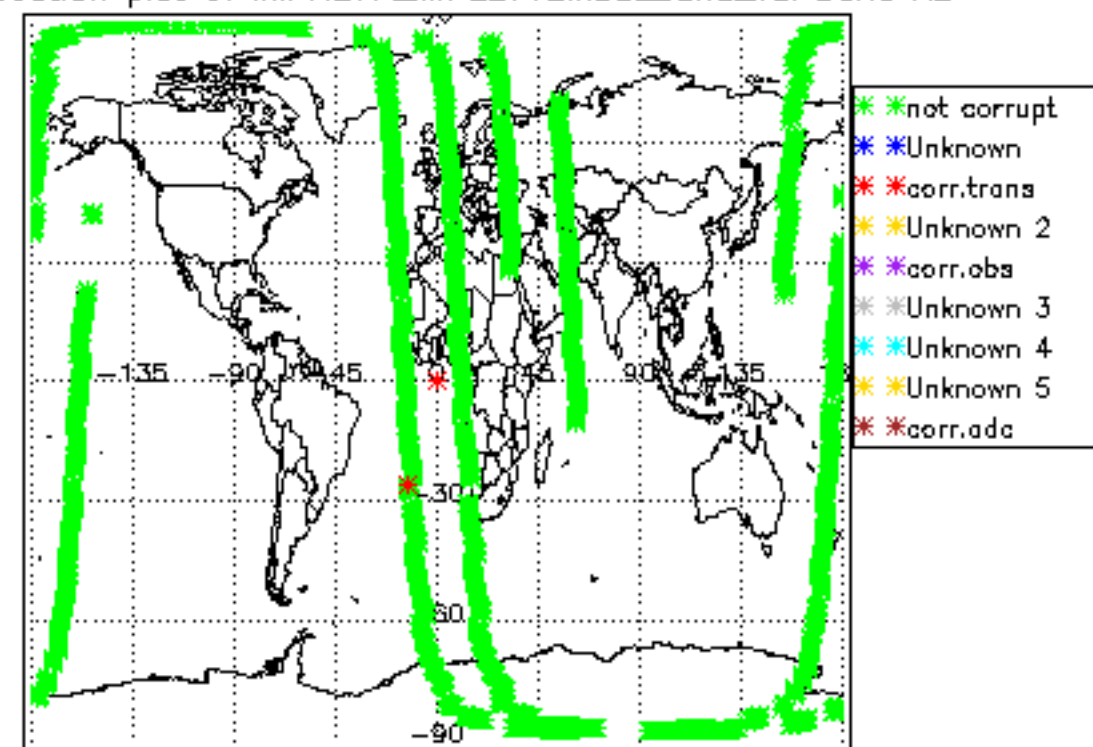 not corrupt
Unknown
corr.trans
Unknown 2
corr.obs
Unknown 3
Unknown 4
Unknown 5
corr.adc
-135 -90 45 45 90 135
-30
60
-90